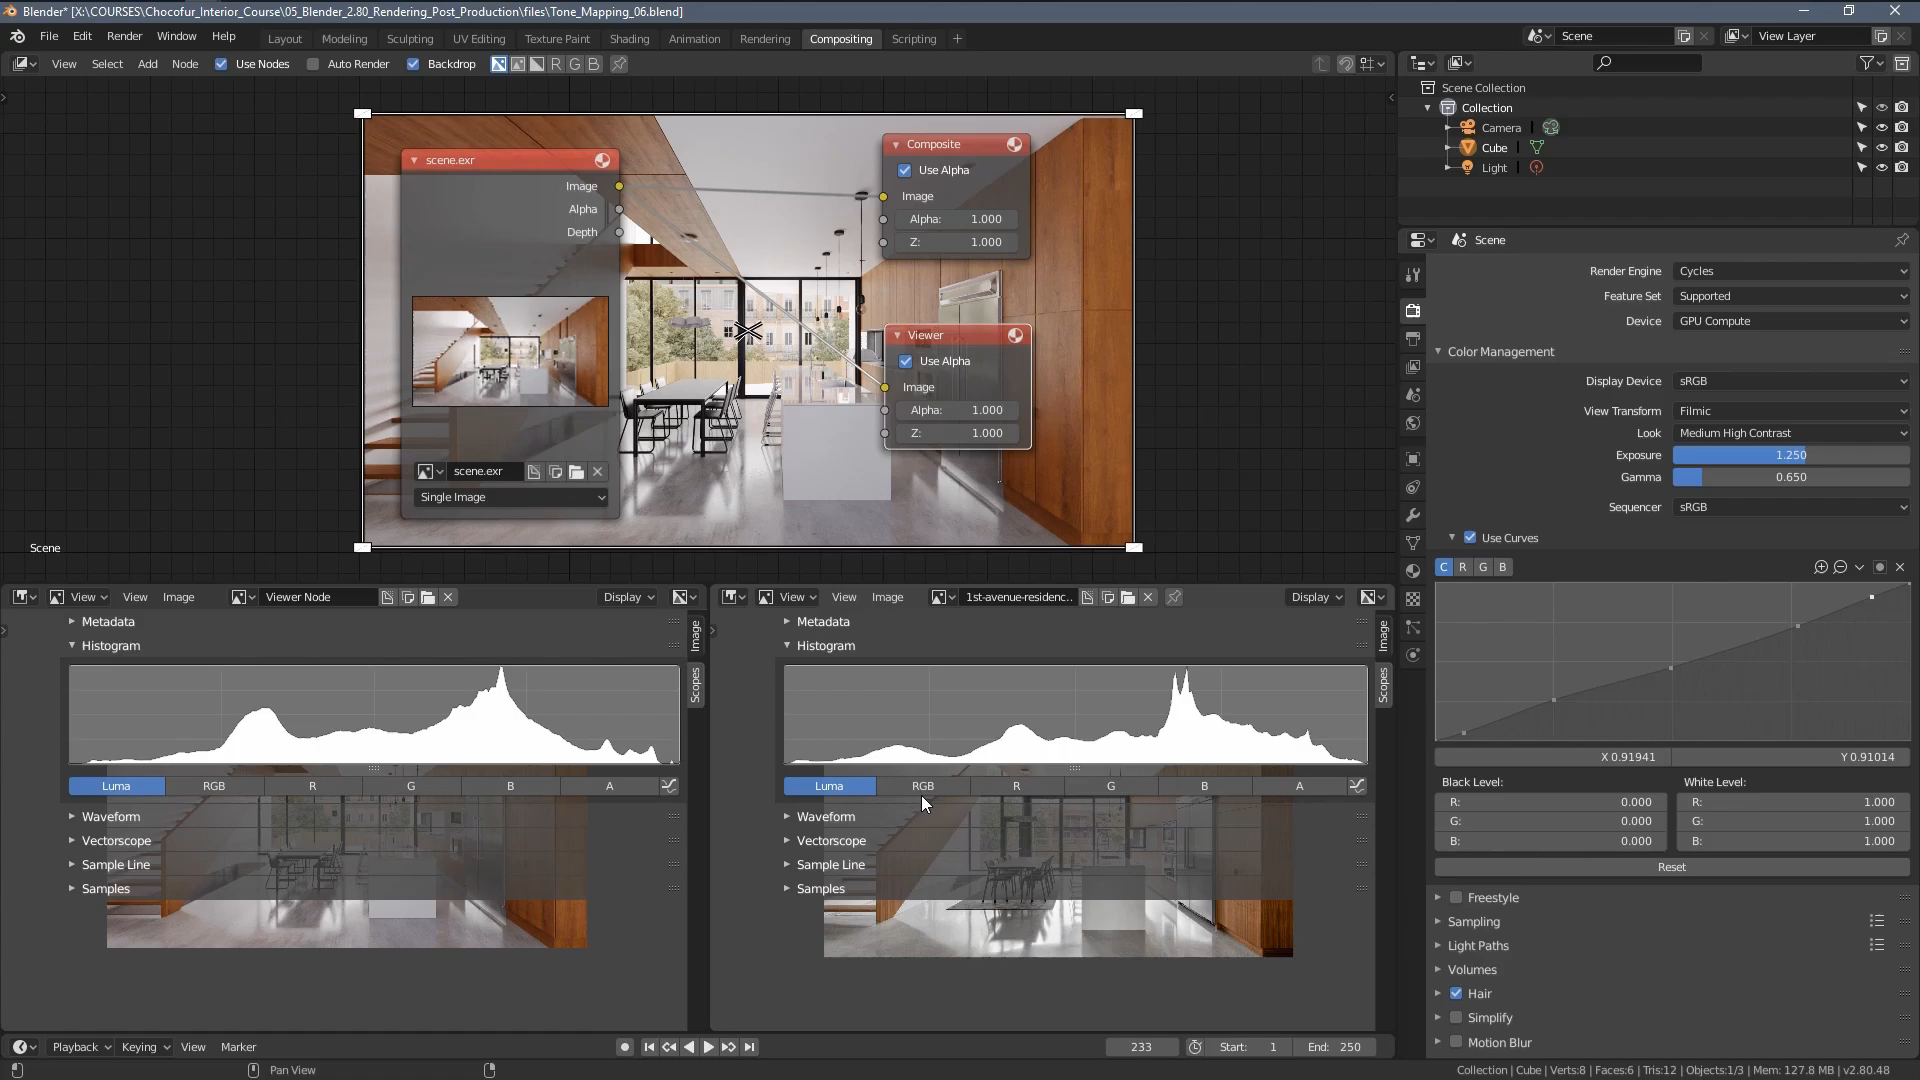 Blender* [X:\COURSES\Chocofur_Interior_Course\05_Blender_2.80_Rendering_Post_Production\files\Tone_Mapping_06.blend]
File Edit Render Window Help Layout Modeling Sculpting UV Editing Texture Paint Shading Animation Rendering Compositing Scripting + Scene View Layer
View Select Add Node Use Nodes Auto Render Backdrop R G B
Scene Collection
Collection
Camera
Cube
Light
scene.exr
Image
Alpha
Depth
scene.exr
Single Image
Composite
Use Alpha
Image
Alpha: 1.000
Z: 1.000
Viewer
Use Alpha
Image
Alpha: 1.000
Z: 1.000
Scene
Scene
Render Engine Cycles
Feature Set Supported
Device GPU Compute
Color Management
Display Device sRGB
View Transform Filmic
Look Medium High Contrast
Exposure 1.250
Gamma 0.650
Sequencer sRGB
Use Curves
C R G B
X 0.91941 Y 0.91014
Black Level: White Level:
R: 0.000 R: 1.000
G: 0.000 G: 1.000
B: 0.000 B: 1.000
Reset
Freestyle
Sampling
Light Paths
Volumes
Hair
Simplify
Motion Blur
View View Image Viewer Node Display
Metadata
Histogram
Luma RGB R G B A
Waveform
Vectorscope
Sample Line
Samples
Image
Scopes
View View Image 1st-avenue-residenc.. Display
Metadata
Histogram
Luma RGB R G B A
Waveform
Vectorscope
Sample Line
Samples
Image
Scopes
Playback Keying View Marker 233 Start: 1 End: 250
Pan View
Collection | Cube | Verts:8 | Faces:6 | Tris:12 | Objects:1/3 | Mem: 127.8 MB | v2.80.48